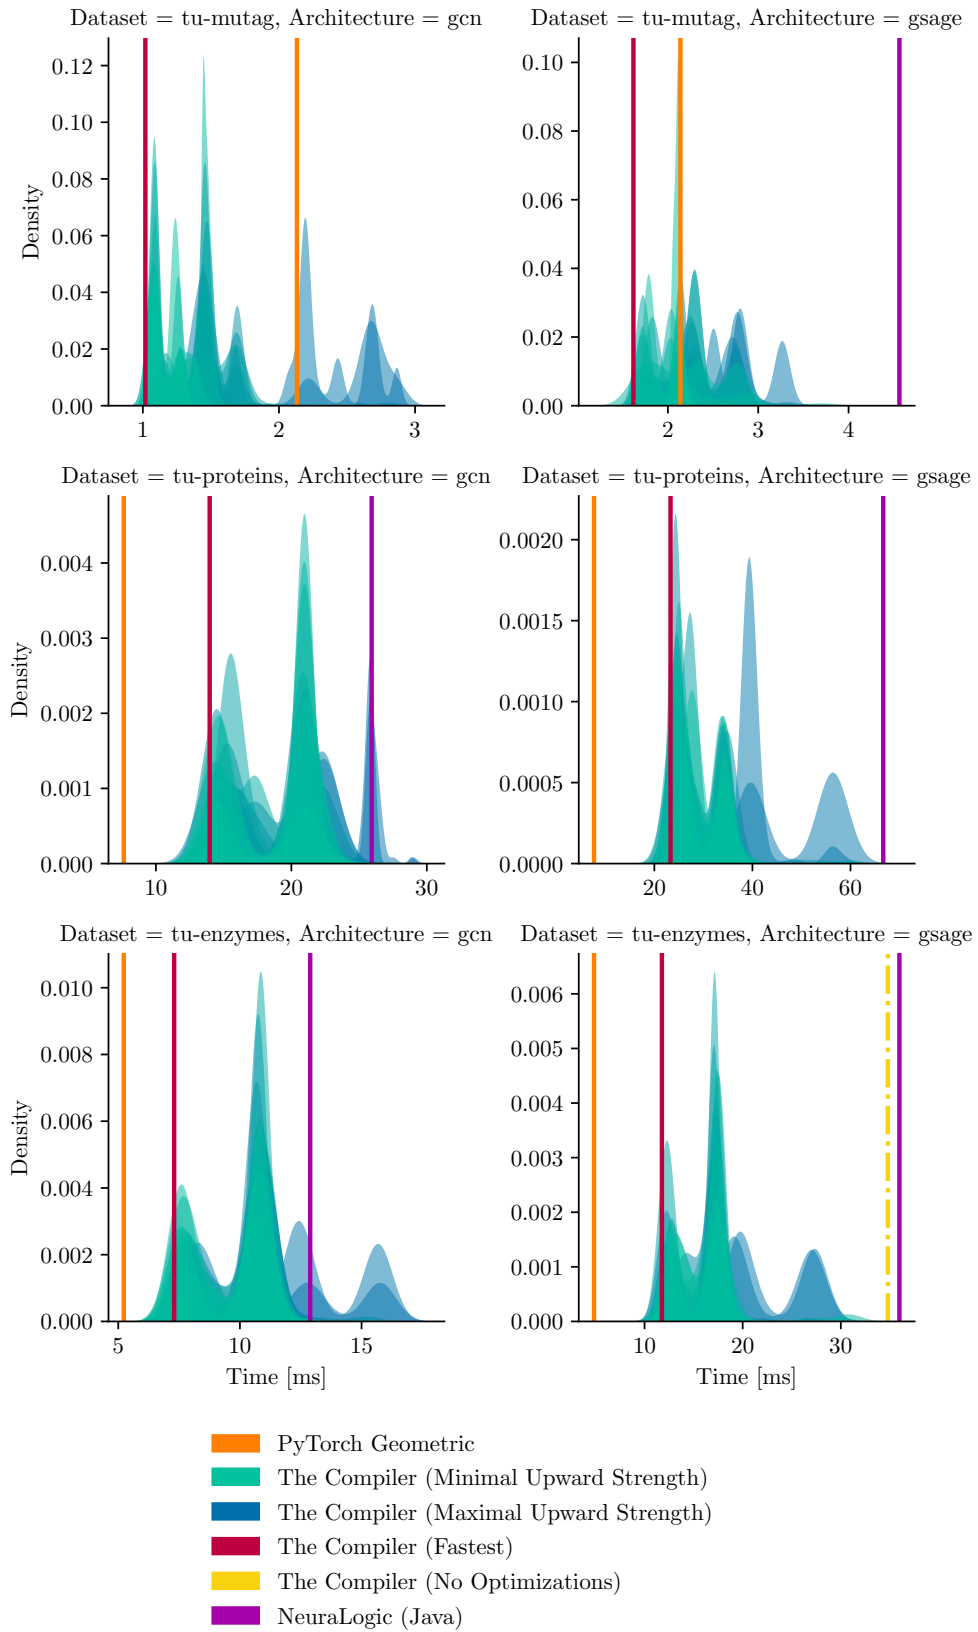 Dataset = tu-mutag, Architecture = gcn
Dataset = tu-mutag, Architecture = gsage
0.12
0.10
0.08
0.06
0.04
0.02
0.00
Density
1 2 3
0.10
0.08
0.06
0.04
0.02
0.00
2 3 4
Dataset = tu-proteins, Architecture = gcn
Dataset = tu-proteins, Architecture = gsage
0.004
0.003
0.002
0.001
0.000
Density
10 20 30
0.0020
0.0015
0.0010
0.0005
0.0000
20 40 60
Dataset = tu-enzymes, Architecture = gcn
Dataset = tu-enzymes, Architecture = gsage
0.010
0.008
0.006
0.004
0.002
0.000
Density
5 10 15
Time [ms]
0.006
0.005
0.004
0.003
0.002
0.001
0.000
10 20 30
Time [ms]
PyTorch Geometric
The Compiler (Minimal Upward Strength)
The Compiler (Maximal Upward Strength)
The Compiler (Fastest)
The Compiler (No Optimizations)
NeuraLogic (Java)